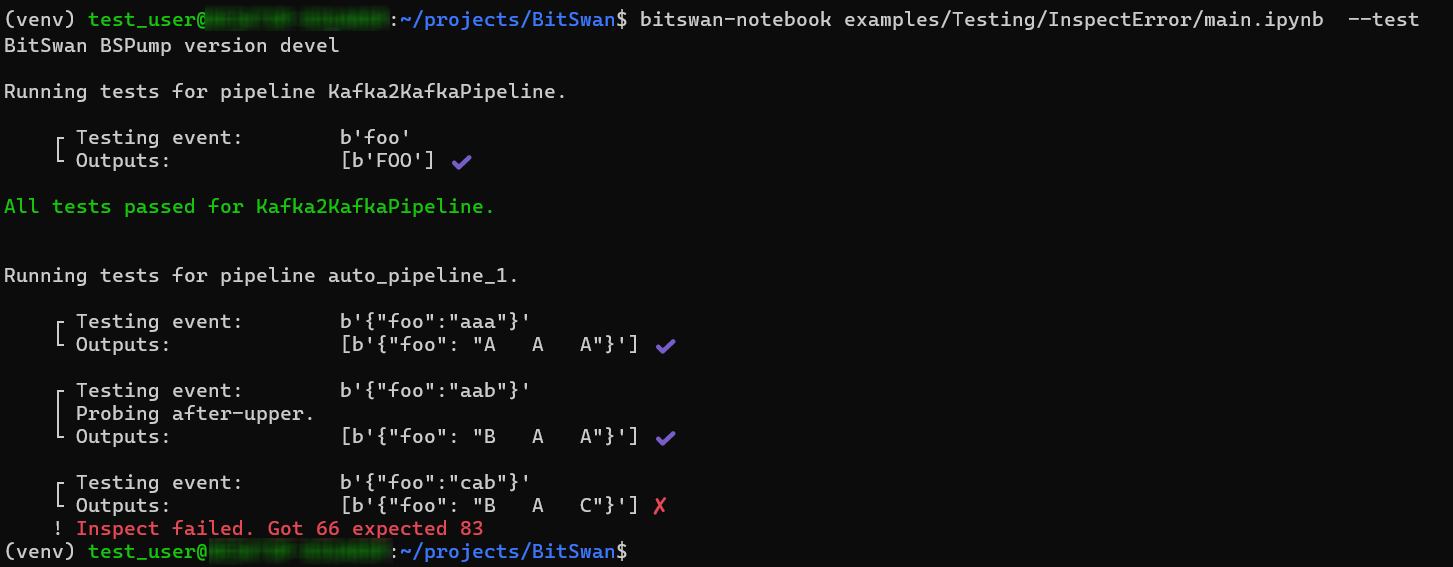 (venv) test_user@:~/projects/BitSwan$ bitswan-notebook examples/Testing/InspectError/main.ipynb  --test
BitSwan BSPump version devel
Running tests for pipeline Kafka2KafkaPipeline.
Testing event:        b'foo'
Outputs:              [b'FOO'] ✔
All tests passed for Kafka2KafkaPipeline.
Running tests for pipeline auto_pipeline_1.
Testing event:        b'{"foo":"aaa"}'
Outputs:              [b'{"foo": "A   A   A"}'] ✔
Testing event:        b'{"foo":"aab"}'
Probing after-upper.
Outputs:              [b'{"foo": "B   A   A"}'] ✔
Testing event:        b'{"foo":"cab"}'
Outputs:              [b'{"foo": "B   A   C"}'] ✗
! Inspect failed. Got 66 expected 83
(venv) test_user@:~/projects/BitSwan$